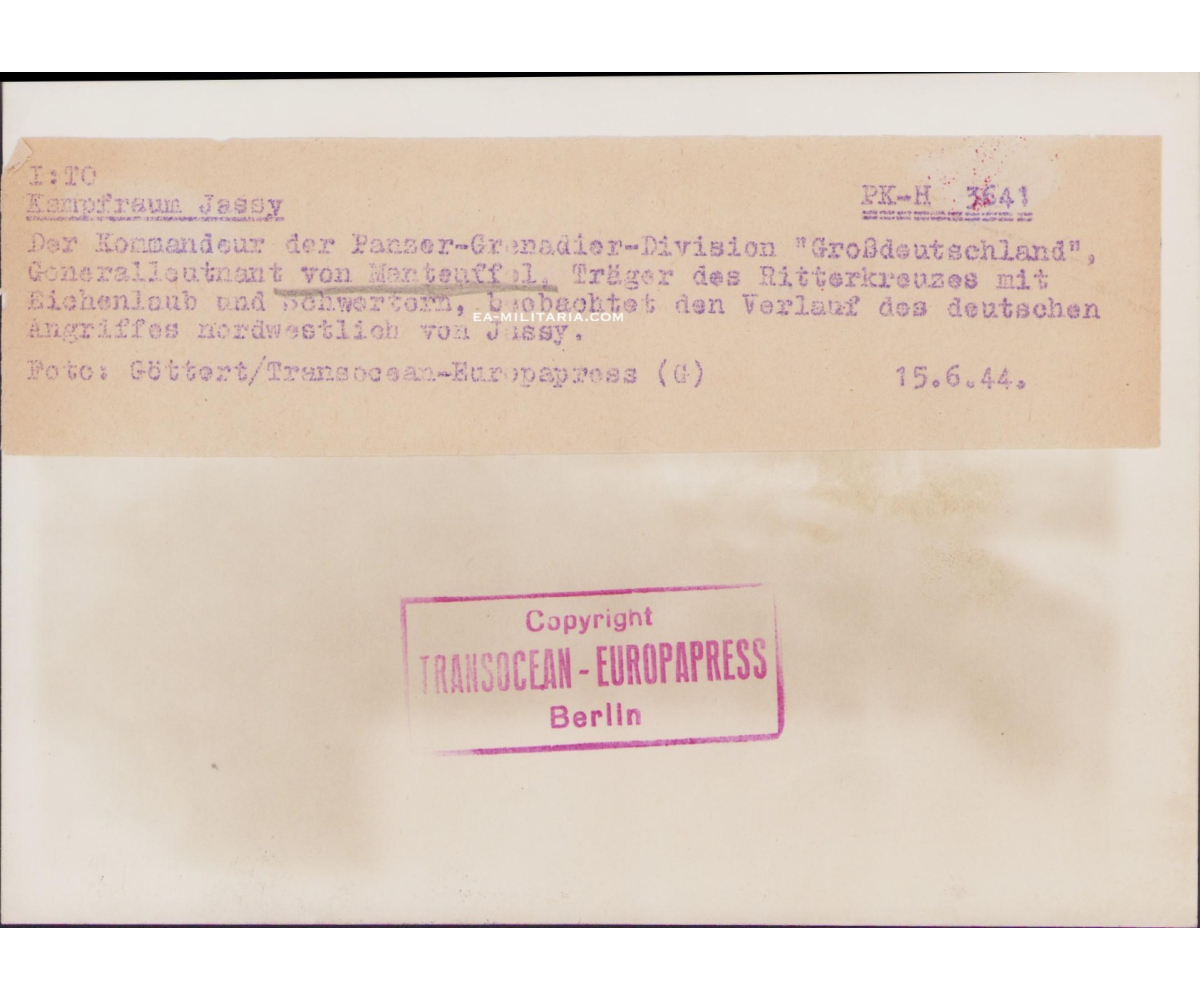 I:TO
Kampfraum Jassy PK-H 3641
Der Kommandeur der Panzer-Grenadier-Division "Großdeutschland",
Generalleutnant von Manteuffel, Träger des Ritterkreuzes mit
Eichenlaub und Schwertern, beobachtet den Verlauf des deutschen
EA-MILITARIA.COM
Angriffes nordwestlich von Jassy.
Foto: Göttert/Transocean-Europapress (G) 15.6.44.
Copyright
TRANSOCEAN - EUROPAPRESS
Berlin